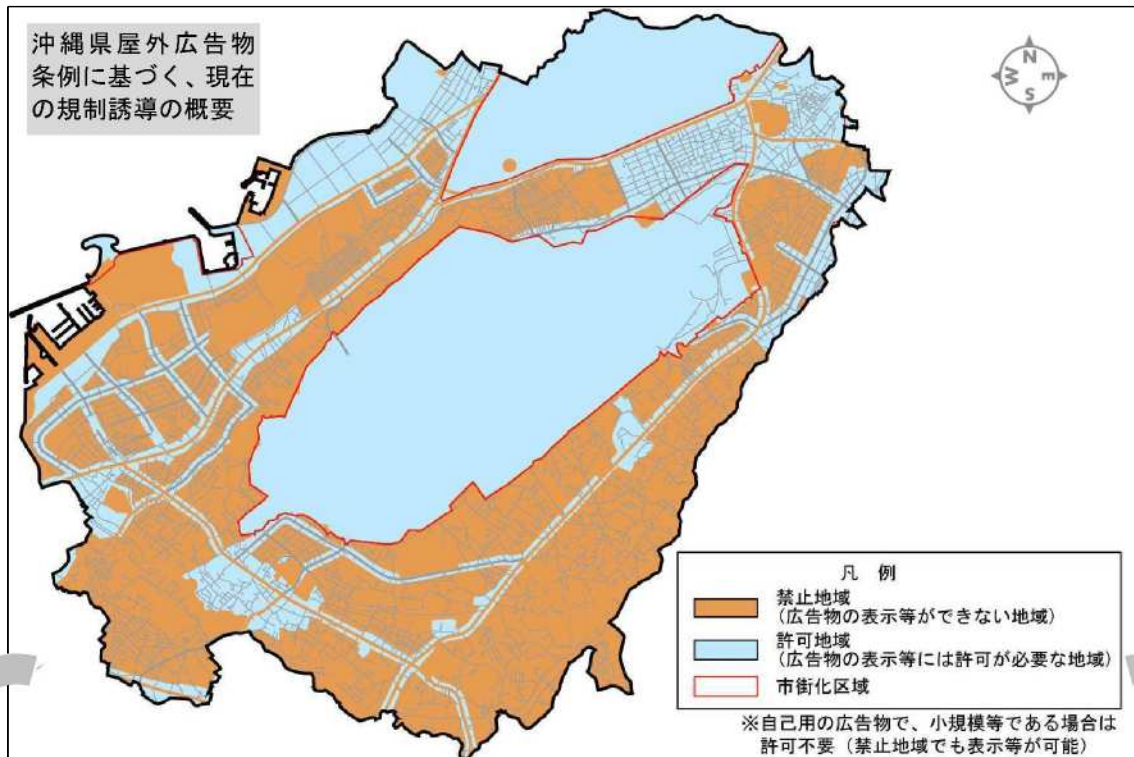 沖縄県屋外広告物
条例に基づく、現在
の規制誘導の概要
N
W
E
S
凡 例
禁止地域
(広告物の表示等ができない地域)
許可地域
(広告物の表示等には許可が必要な地域)
市街化区域
※自己用の広告物で、小規模等である場合は
許可不要(禁止地域でも表示等が可能)